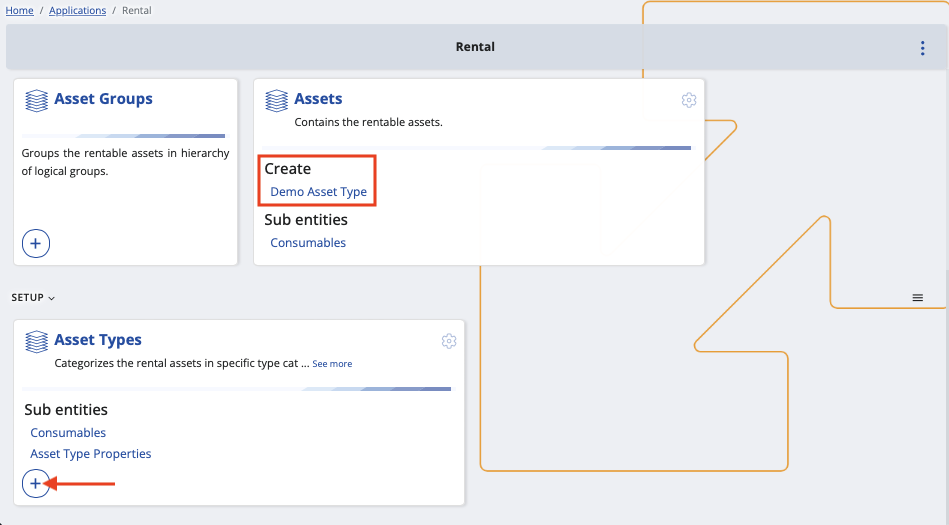 Home / Applications / Rental
Rental
Asset Groups
Groups the rentable assets in hierarchy
of logical groups.
Assets
Contains the rentable assets.
Create
Demo Asset Type
Sub entities
Consumables
SETUP
Asset Types
Categorizes the rental assets in specific type cat ... See more
Sub entities
Consumables
Asset Type Properties